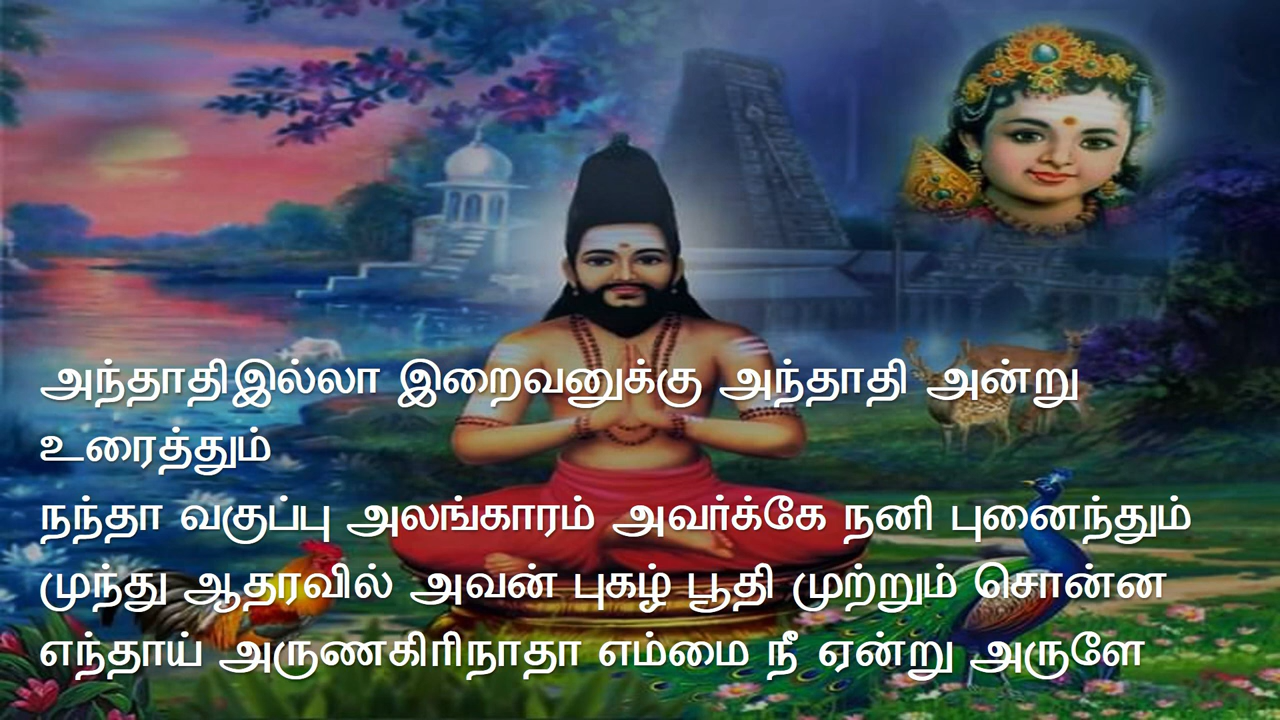 அந்தாதிஇல்லா இறைவனுக்கு அந்தாதி அன்று
உரைத்தும்
நந்தா வகுப்பு அலங்காரம் அவர்க்கே நனி புனைந்தும்
முந்து ஆதரவில் அவன் புகழ் பூதி முற்றும் சொன்ன
எந்தாய் அருணகிரிநாதா எம்மை நீ ஏன்று அருளே